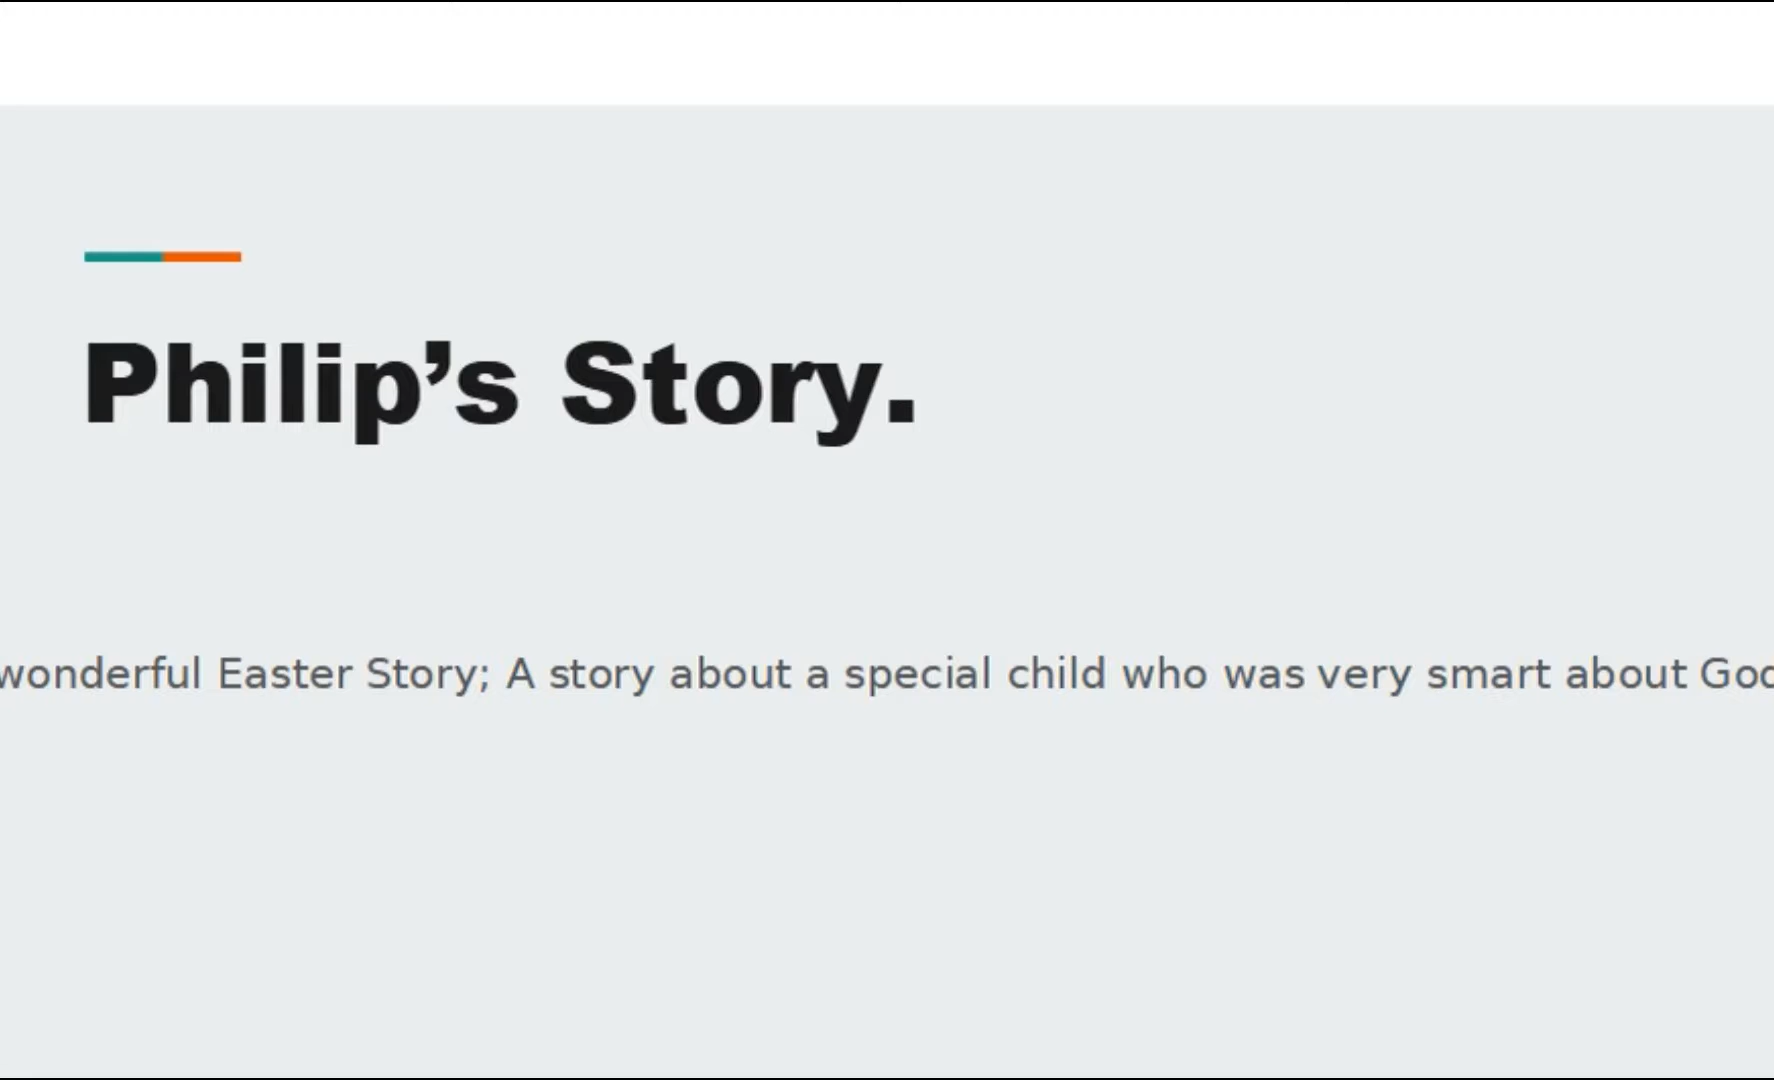 Philip’s Story.
wonderful Easter Story; A story about a special child who was very smart about